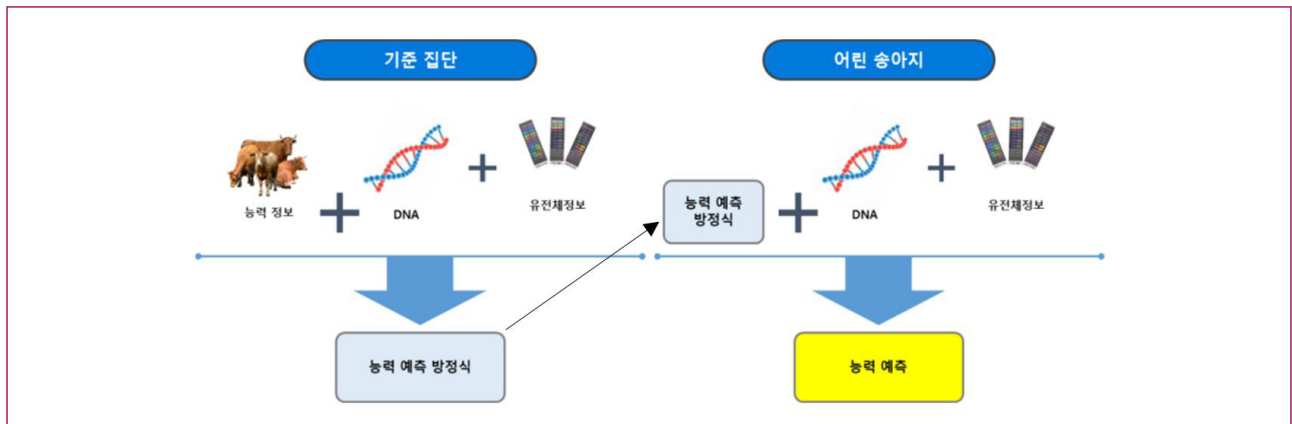 기준 집단
어린 송아지
능력 정보
DNA
유전체정보
능력 예측
방정식
DNA
유전체정보
능력 예측 방정식
능력 예측